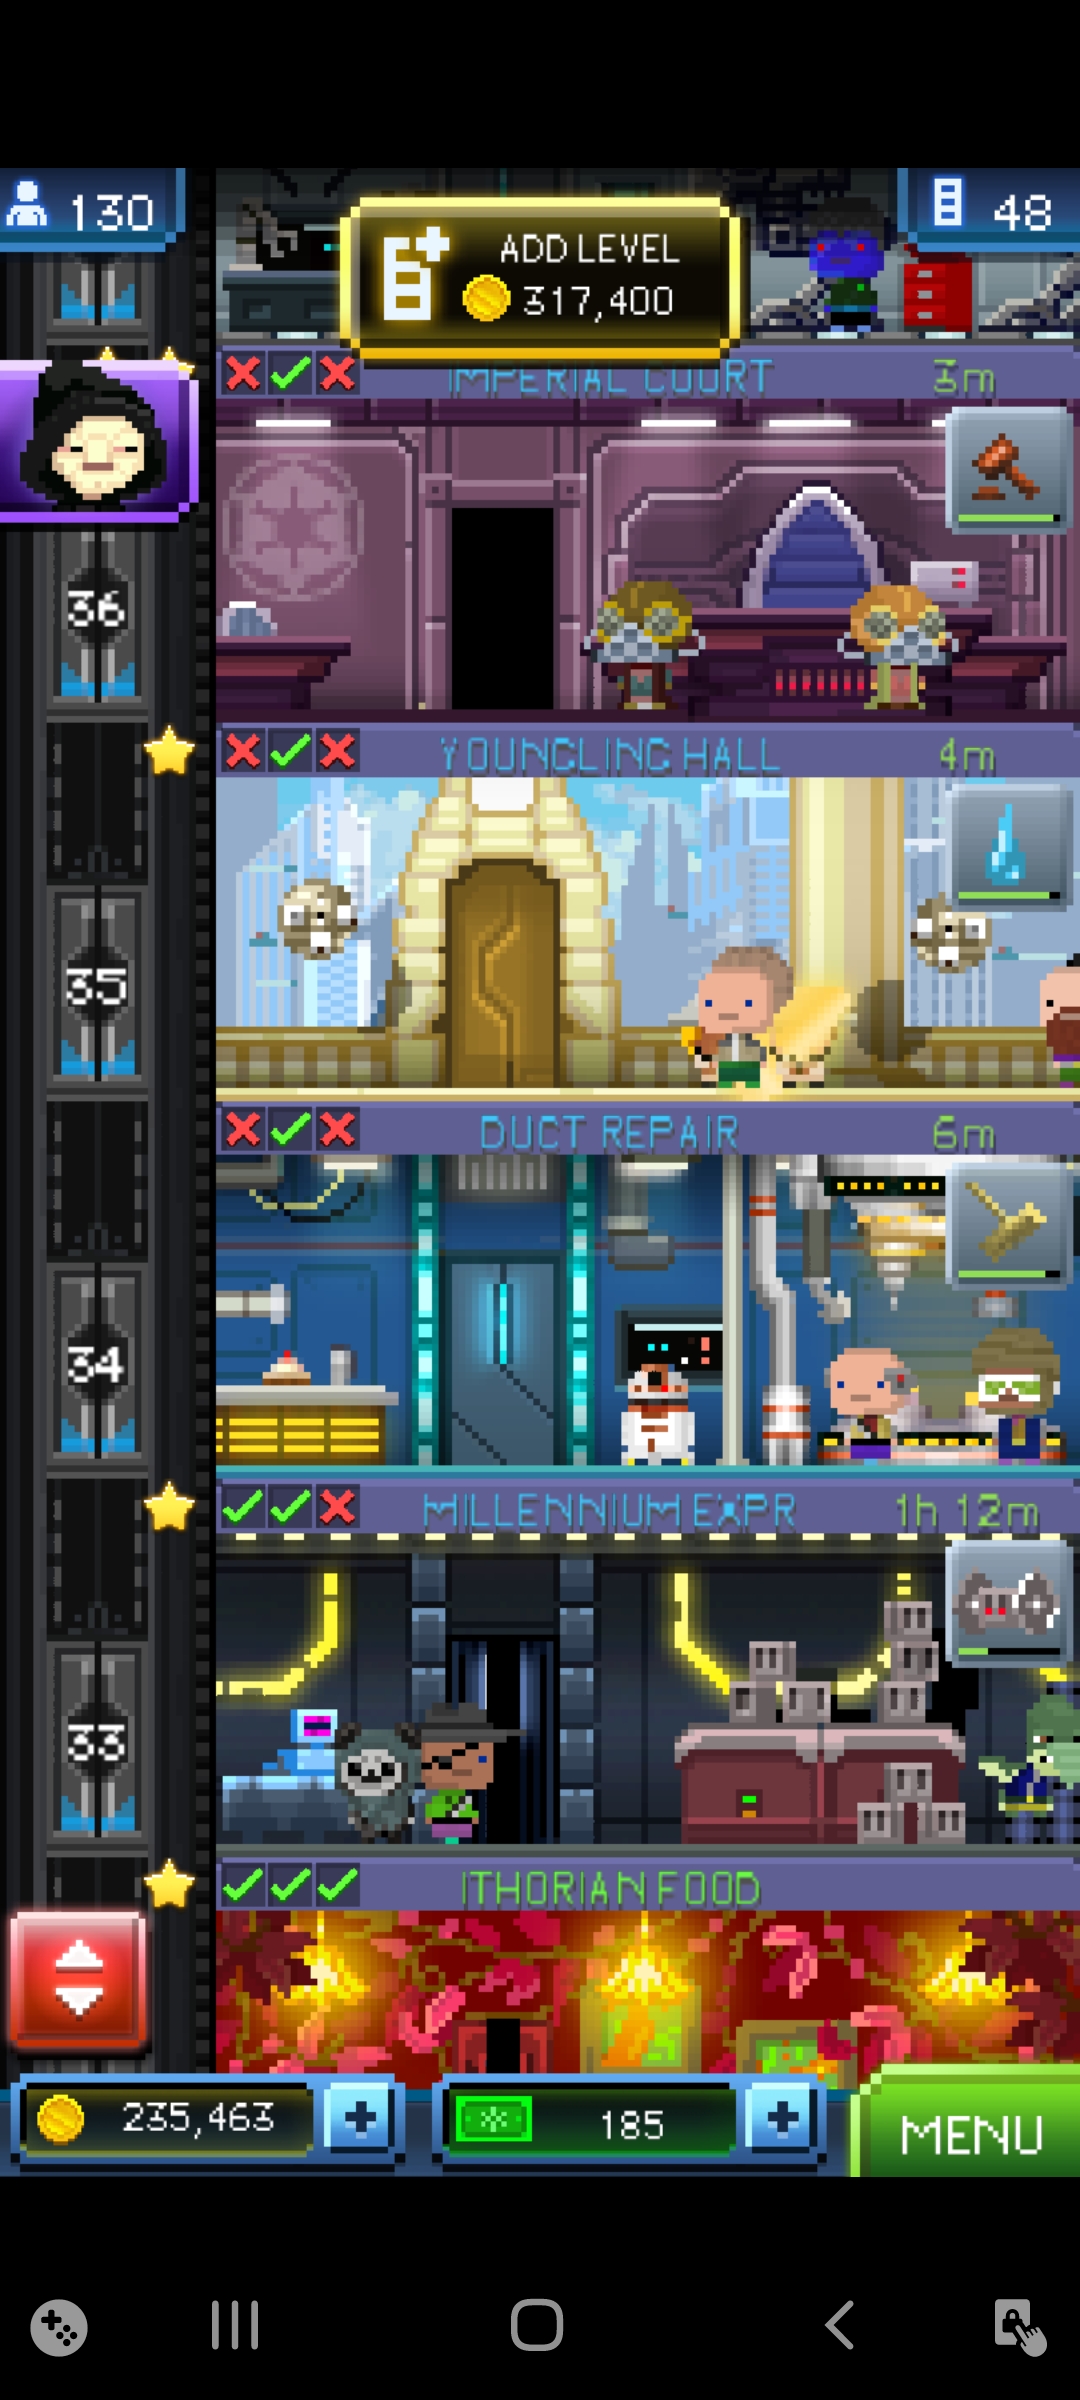 130
48
ADD LEVEL
317,400
IMPERIAL COURT 3m
36
YOUNGLING HALL 4m
35
DUCT REPAIR 6m
34
MILLENNIUM EXPR 1h 12m
33
ITHORIAN FOOD
235,463
185
MENU